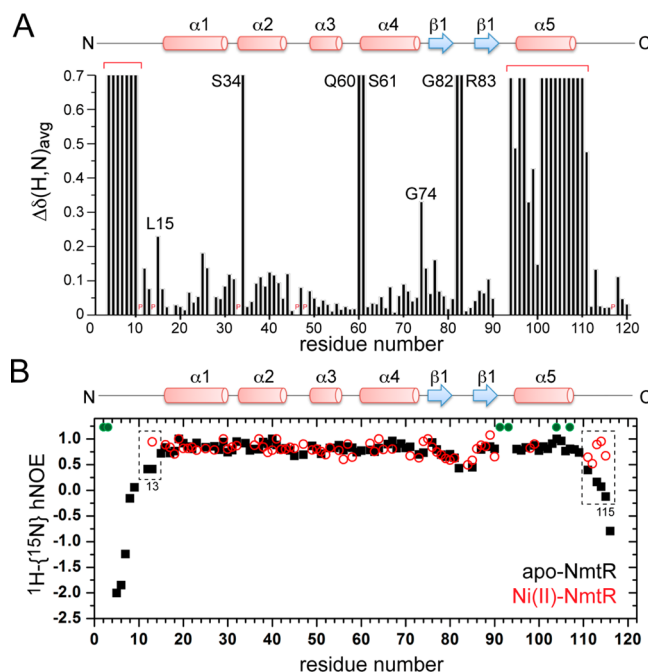 A
N α1 α2 α3 α4 β1 β1 α5 C
0.7
S34 Q60 S61 G82 R83
0.6
0.5
0.4
G74
0.3
L15
0.2
0.1
P P P P P P
0
Δδ(H,N)avg
0 10 20 30 40 50 60 70 80 90 100 110 120
residue number
B
N α1 α2 α3 α4 β1 β1 α5 C
1.0
0.5
0.0
13 115
-0.5
-1.0
-1.5
-2.0
-2.5
¹H-{¹⁵N} hNOE
apo-NmtR
Ni(II)-NmtR
0 10 20 30 40 50 60 70 80 90 100 110 120
residue number